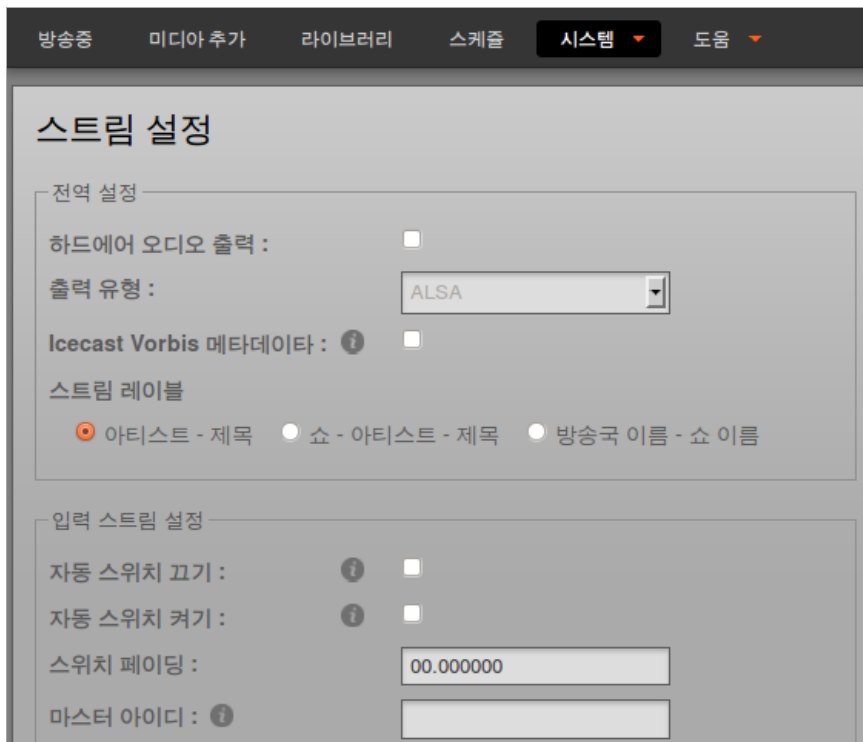 방송중 미디어 추가 라이브러리 스케쥴 시스템 도움
스트림 설정
전역 설정
하드에어 오디오 출력 :
출력 유형 : ALSA
Icecast Vorbis 메타데이타 : i
스트림 레이블
아티스트 - 제목 쇼 - 아티스트 - 제목 방송국 이름 - 쇼 이름
입력 스트림 설정
자동 스위치 끄기 : i
자동 스위치 켜기 : i
스위치 페이딩 : 00.000000
마스터 아이디 : i